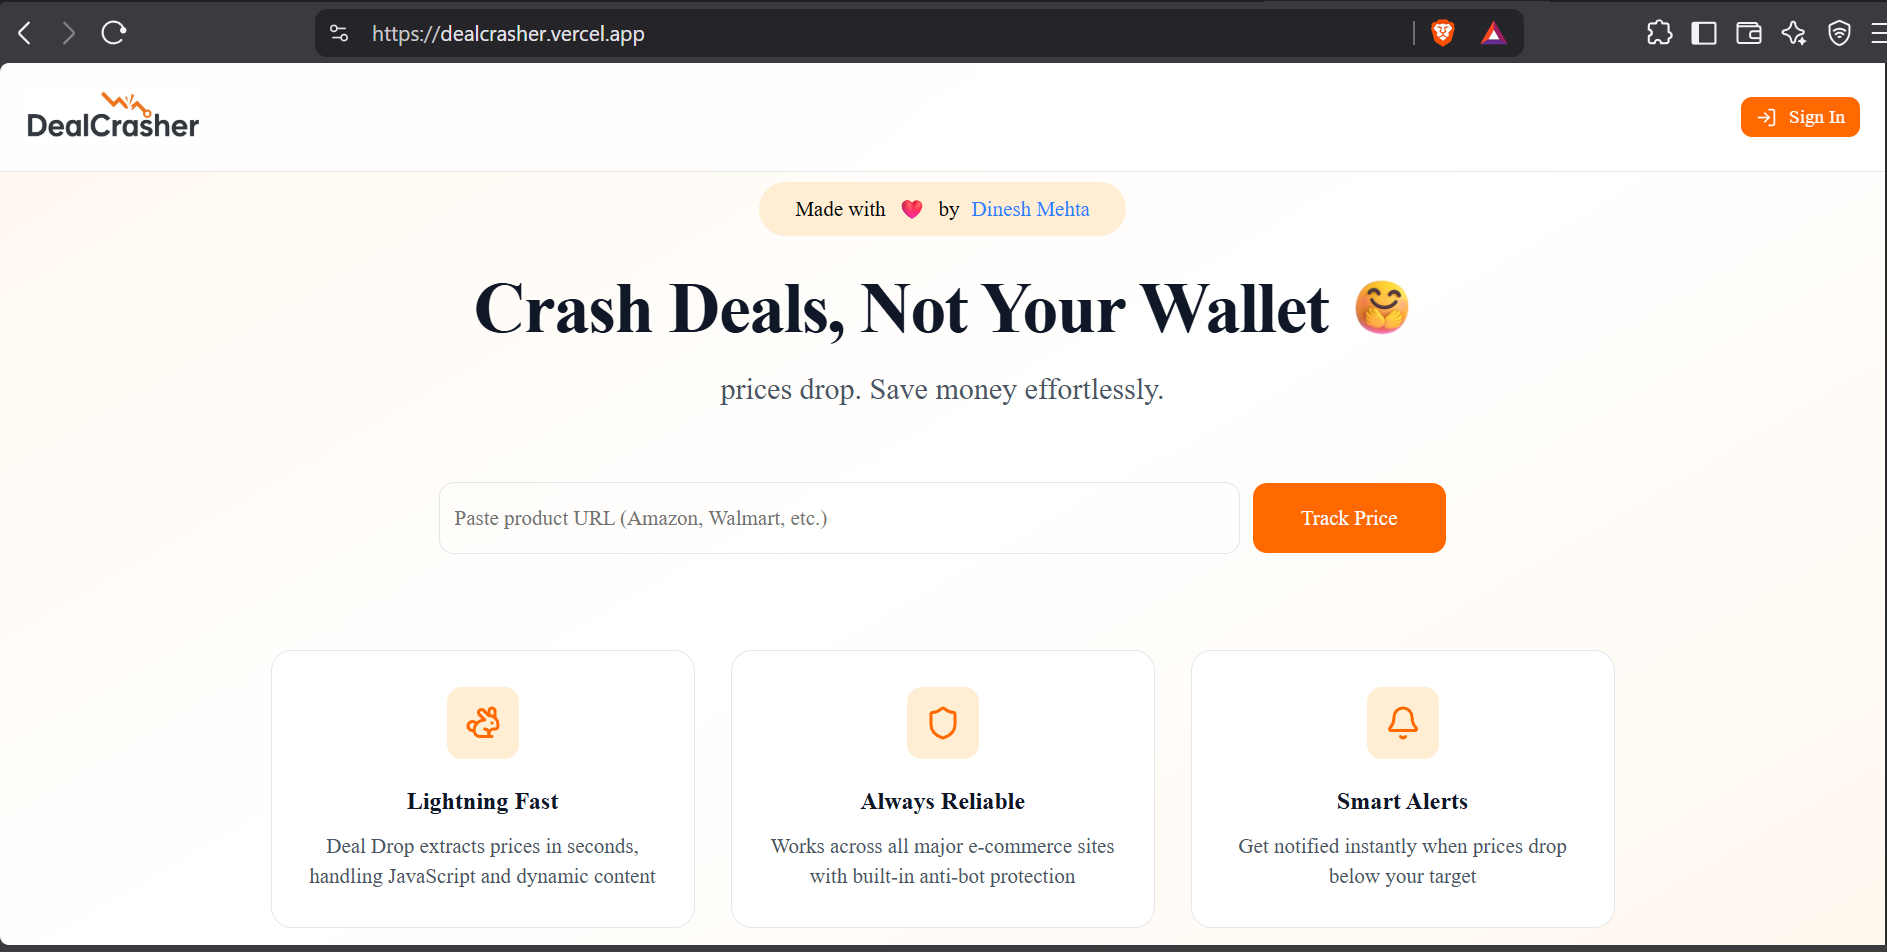 https://dealcrasher.vercel.app
DealCrasher
Sign In
Made with ❤️ by Dinesh Mehta
Crash Deals, Not Your Wallet 🤗
prices drop. Save money effortlessly.
Paste product URL (Amazon, Walmart, etc.)
Track Price
Lightning Fast
Deal Drop extracts prices in seconds,
handling JavaScript and dynamic content
Always Reliable
Works across all major e-commerce sites
with built-in anti-bot protection
Smart Alerts
Get notified instantly when prices drop
below your target